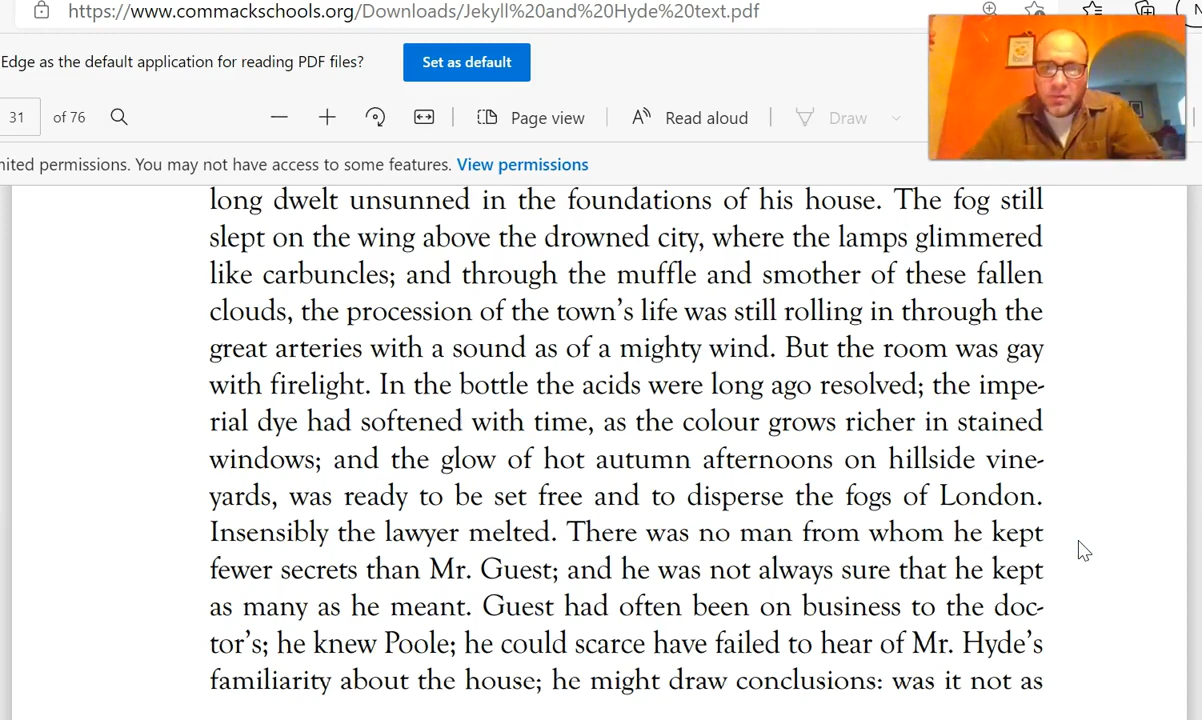 https://www.commackschools.org/Downloads/Jekyll%20and%20Hyde%20text.pdf
Edge as the default application for reading PDF files? Set as default
31 of 76 Page view Read aloud Draw
nited permissions. You may not have access to some features. View permissions
long dwelt unsunned in the foundations of his house. The fog still
slept on the wing above the drowned city, where the lamps glimmered
like carbuncles; and through the muffle and smother of these fallen
clouds, the procession of the town's life was still rolling in through the
great arteries with a sound as of a mighty wind. But the room was gay
with firelight. In the bottle the acids were long ago resolved; the impe-
rial dye had softened with time, as the colour grows richer in stained
windows; and the glow of hot autumn afternoons on hillside vine-
yards, was ready to be set free and to disperse the fogs of London.
Insensibly the lawyer melted. There was no man from whom he kept
fewer secrets than Mr. Guest; and he was not always sure that he kept
as many as he meant. Guest had often been on business to the doc-
tor's; he knew Poole; he could scarce have failed to hear of Mr. Hyde's
familiarity about the house; he might draw conclusions: was it not as